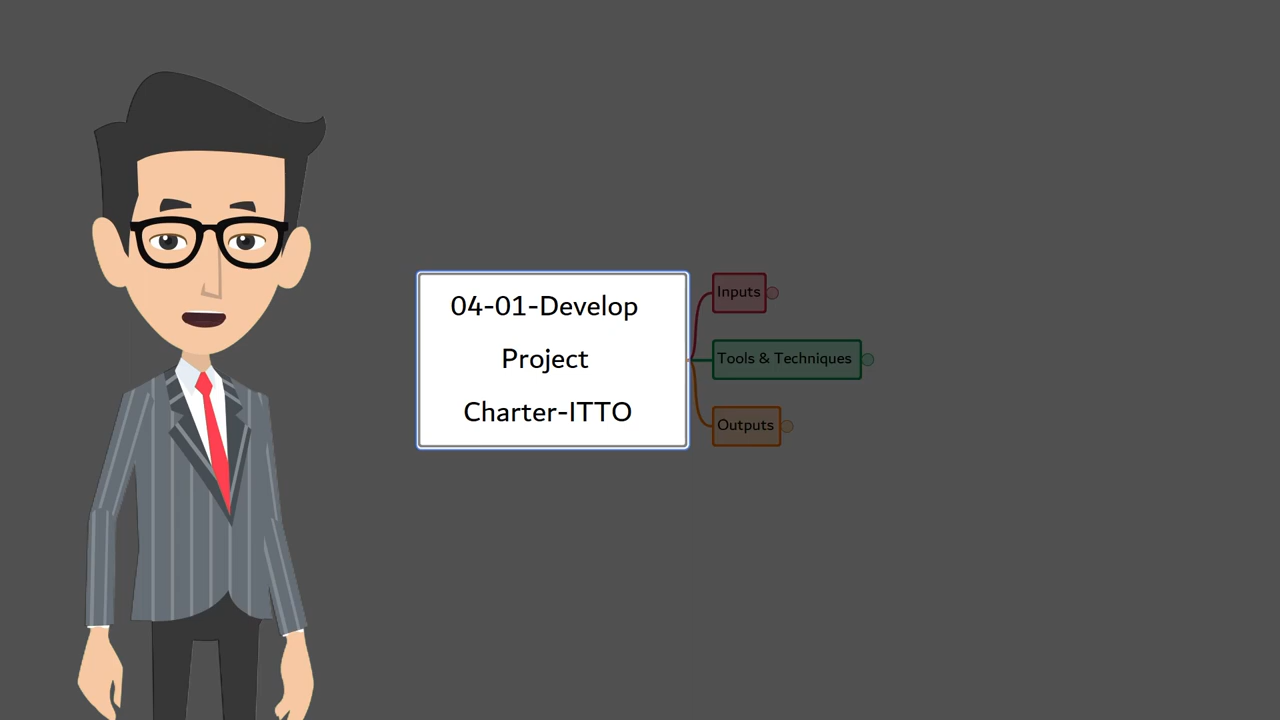 04-01-Develop
Project
Charter-ITTO
Inputs
Tools & Techniques
Outputs